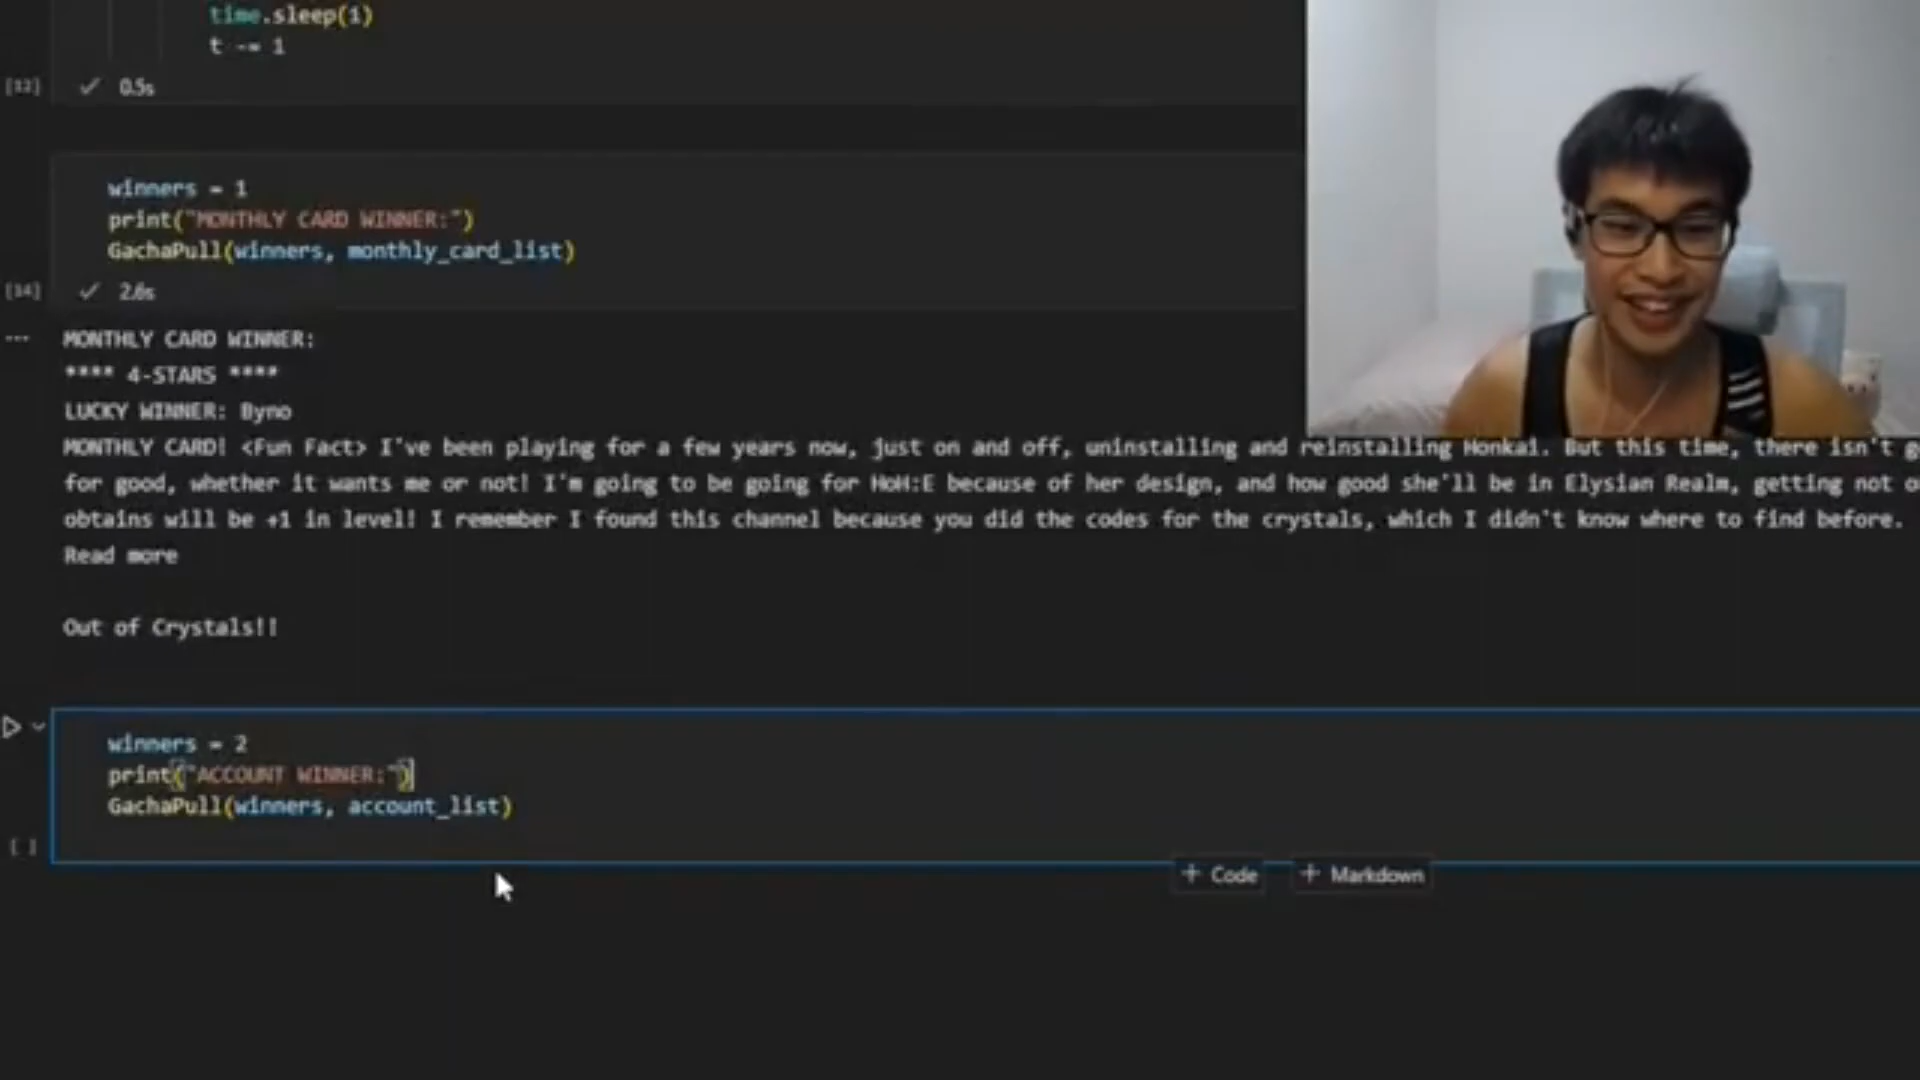 time.sleep(1)
t -= 1
[12] 0.5s
winners = 1
print("MONTHLY CARD WINNER:")
GachaPull(winners, monthly_card_list)
[14] 2.6s
MONTHLY CARD WINNER:
**** 4-STARS ****
LUCKY WINNER: Byno
MONTHLY CARD! <Fun Fact> I've been playing for a few years now, just on and off, uninstalling and reinstalling Honkai. But this time, there isn't
for good, whether it wants me or not! I'm going to be going for HoH:E because of her design, and how good she'll be in Elysian Realm, getting not
obtains will be +1 in level! I remember I found this channel because you did the codes for the crystals, which I didn't know where to find before.
Read more
Out of Crystals!!
winners = 2
print("ACCOUNT WINNER:")
GachaPull(winners, account_list)
[ ]
+ Code + Markdown